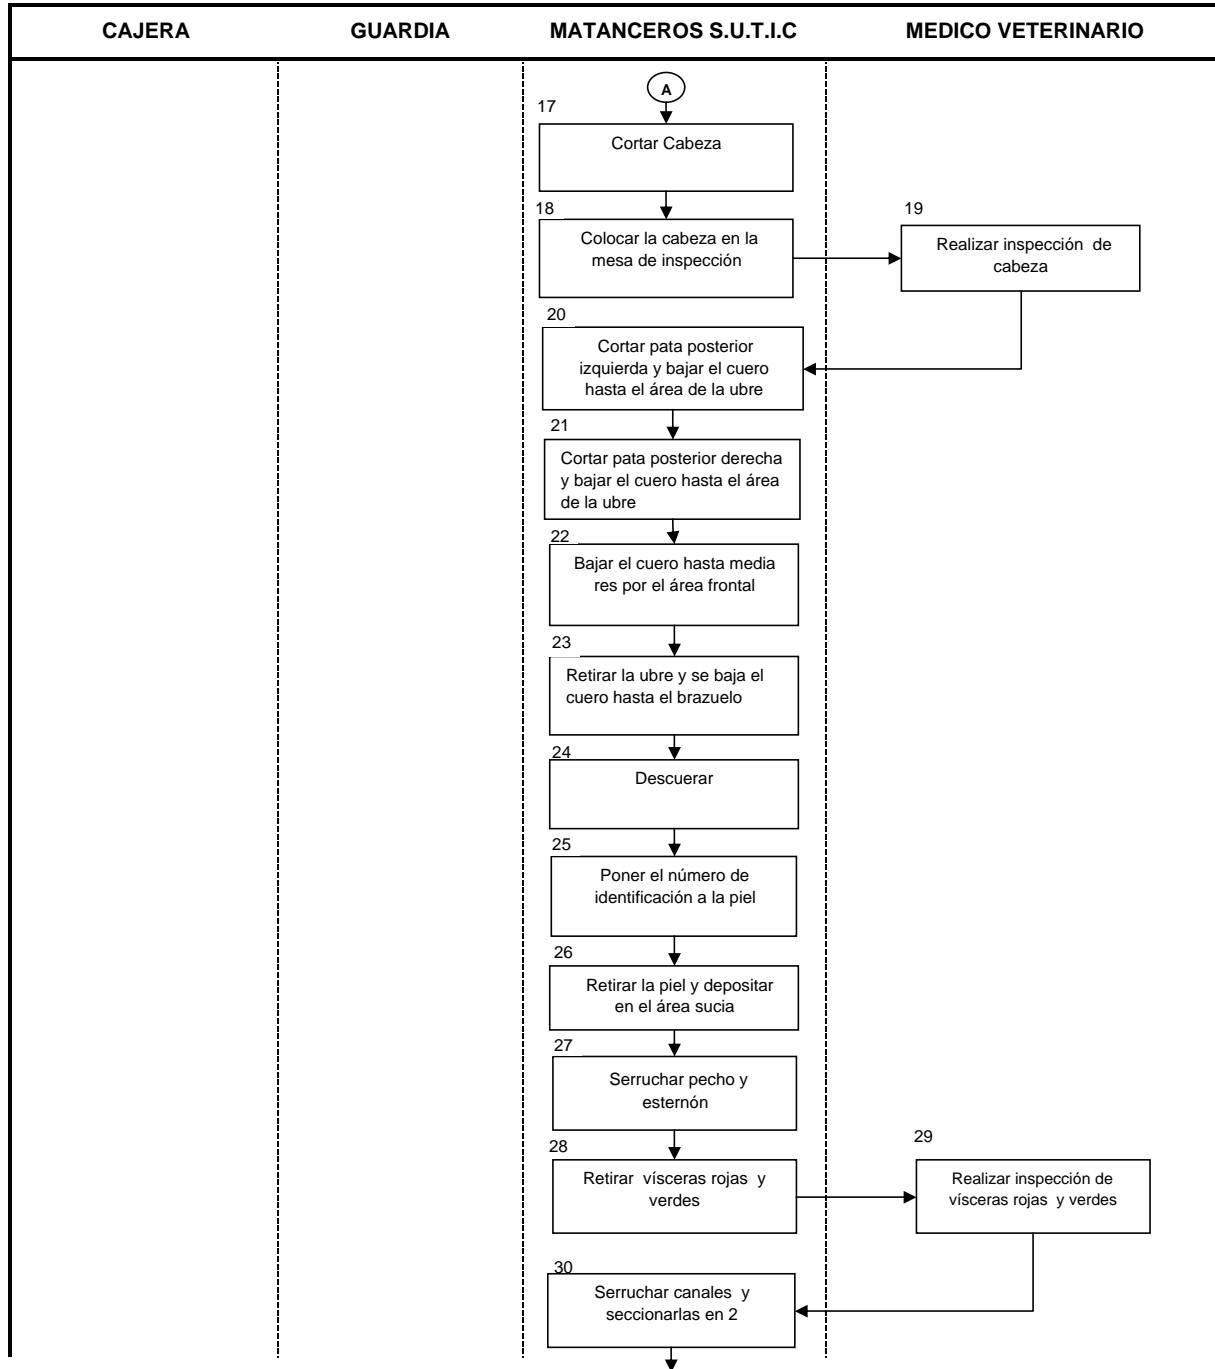 CAJERA
GUARDIA
MATANCEROS S.U.T.I.C
MEDICO VETERINARIO
A
17
Cortar Cabeza
18
Colocar la cabeza en la
mesa de inspección
19
Realizar inspección de
cabeza
20
Cortar pata posterior
izquierda y bajar el cuero
hasta el área de la ubre
21
Cortar pata posterior derecha
y bajar el cuero hasta el área
de la ubre
22
Bajar el cuero hasta media
res por el área frontal
23
Retirar la ubre y se baja el
cuero hasta el brazuelo
24
Descuerar
25
Poner el número de
identificación a la piel
26
Retirar la piel y depositar
en el área sucia
27
Serruchar pecho y
esternón
28
Retirar vísceras rojas y
verdes
29
Realizar inspección de
vísceras rojas y verdes
30
Serruchar canales y
seccionarlas en 2